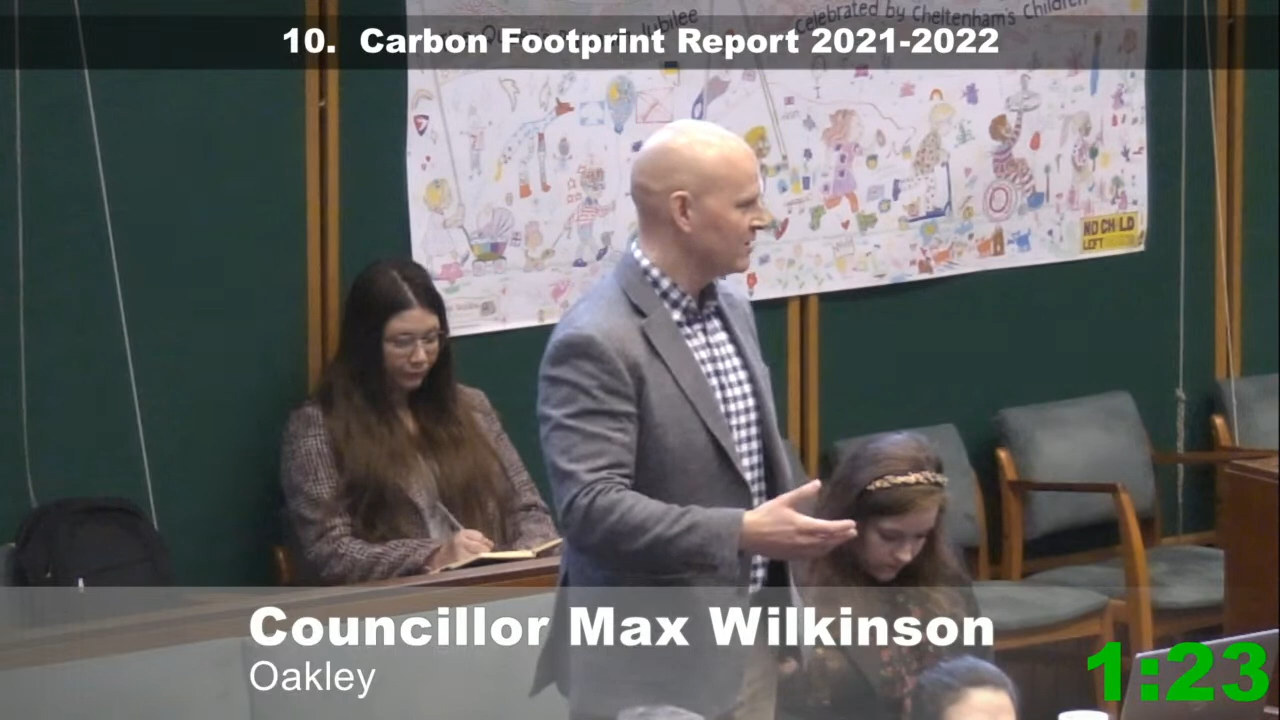 Jubilee
Celebrated by Cheltenham's Children
10. Carbon Footprint Report 2021-2022
NO CHILD
LEFT
Councillor Max Wilkinson
Oakley
1:23